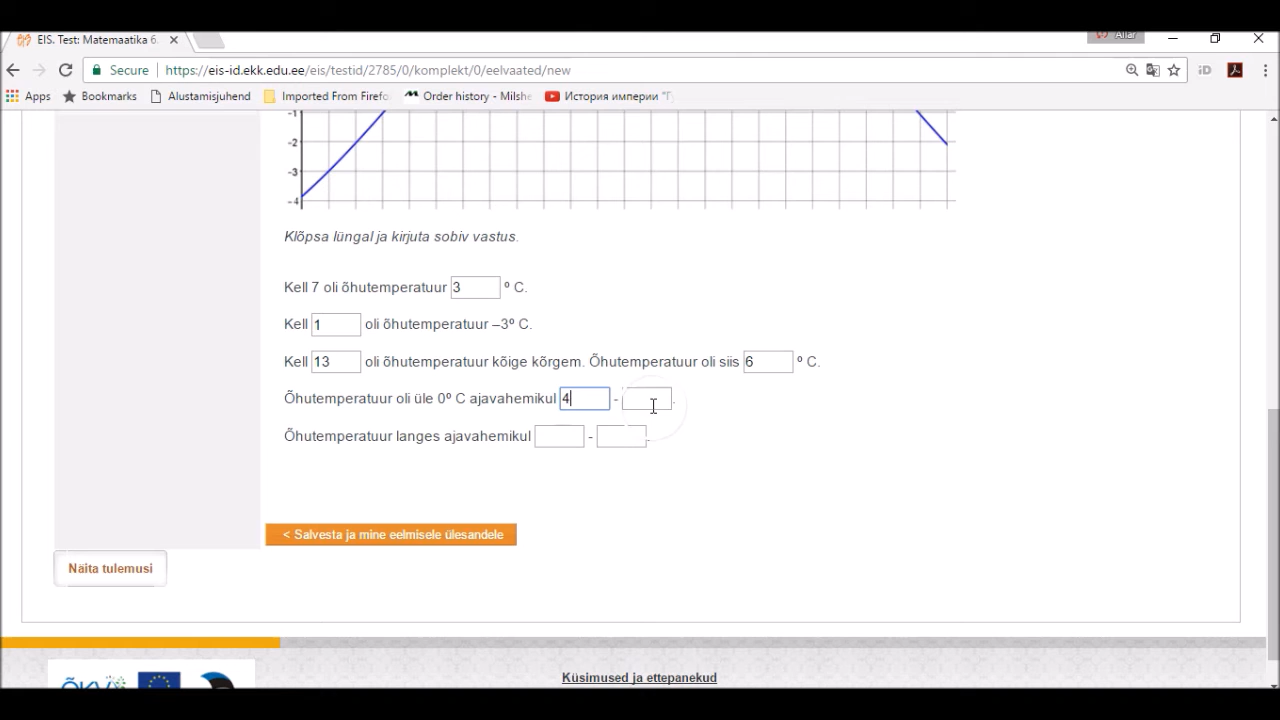 EIS. Test: Matemaatika 6.
Allar
Secure https://eis-id.ekk.edu.ee/eis/testid/2785/0/komplekt/0/eelvaated/new
iD
Apps Bookmarks Alustamisjuhend Imported From Firefo Order history - Milshe История империи "Г
-1
-2
-3
-4
Klõpsa lüngal ja kirjuta sobiv vastus.
Kell 7 oli õhutemperatuur 3 º C.
Kell 1 oli õhutemperatuur –3º C.
Kell 13 oli õhutemperatuur kõige kõrgem. Õhutemperatuur oli siis 6 º C.
Õhutemperatuur oli üle 0º C ajavahemikul 4 - .
Õhutemperatuur langes ajavahemikul - .
< Salvesta ja mine eelmisele ülesandele
Näita tulemusi
Küsimused ja ettepanekud